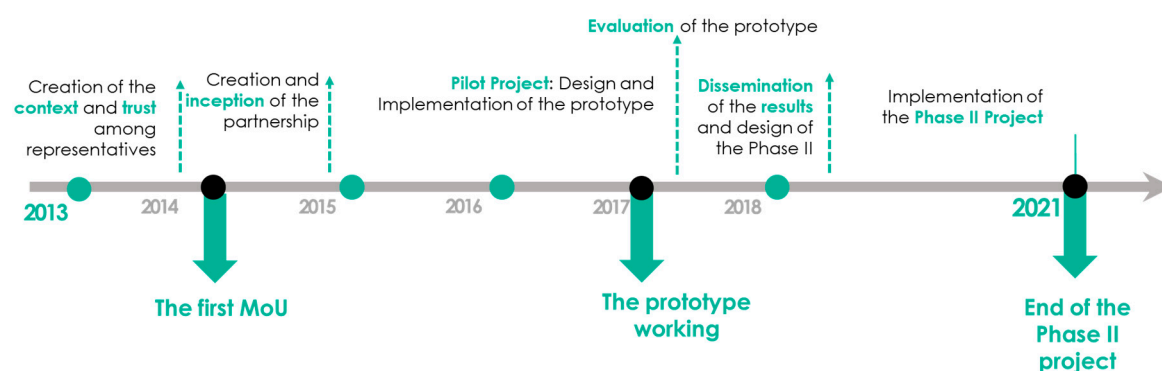 Evaluation of the prototype
Creation of the
context and trust
among
representatives
Creation and
inception of the
partnership
Pilot Project: Design and
Implementation of the prototype
Dissemination
of the results
and design of
the Phase II
Implementation of
the Phase II Project
2013
2014
2015
2016
2017
2018
2021
The first MoU
The prototype
working
End of the
Phase II
project